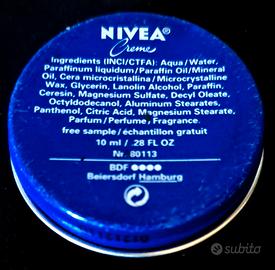 NIVEA®
Creme
Ingredients (INCI/CTFA): Aqua/Water,
Paraffinum liquidum/Paraffin Oil/Mineral
Oil, Cera microcristallina/Microcrystalline
Wax, Glycerin, Lanolin Alcohol, Paraffin,
Ceresin, Magnesium Sulfate, Decyl Oleate,
Octyldodecanol, Aluminum Stearates,
Panthenol, Citric Acid, Magnesium Stearate,
Parfum/Perfume, Fragrance.
free sample/échantillon gratuit
10 ml/.28 FL OZ
Nr. 80113
BDF ●●●●
Beiersdorf Hamburg
subito